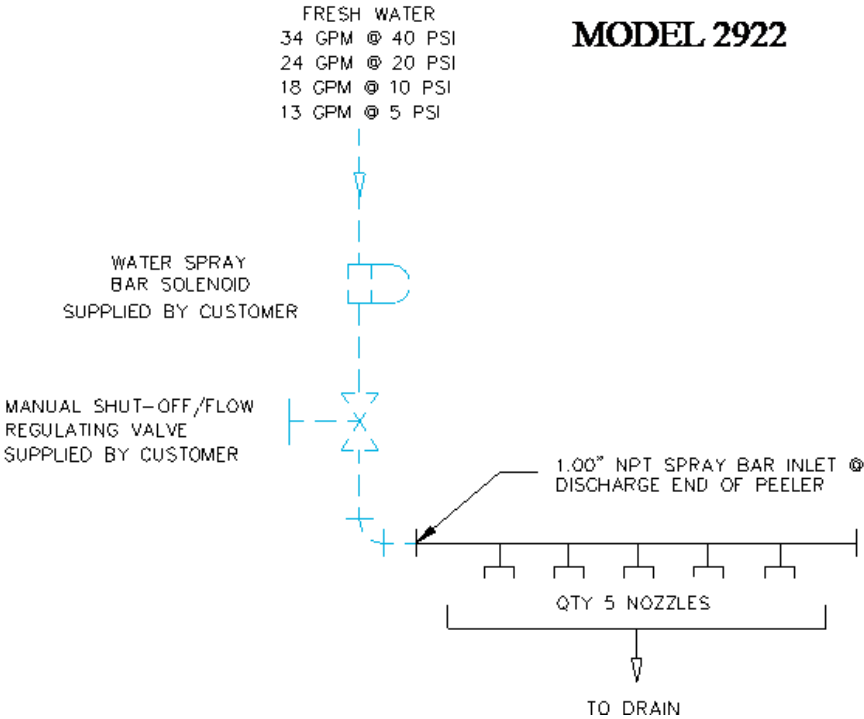 FRESH WATER
34 GPM @ 40 PSI
24 GPM @ 20 PSI
18 GPM @ 10 PSI
13 GPM @ 5 PSI
MODEL 2922
WATER SPRAY
BAR SOLENOID
SUPPLIED BY CUSTOMER
MANUAL SHUT-OFF/FLOW
REGULATING VALVE
SUPPLIED BY CUSTOMER
1.00" NPT SPRAY BAR INLET @
DISCHARGE END OF PEELER
QTY 5 NOZZLES
TO DRAIN